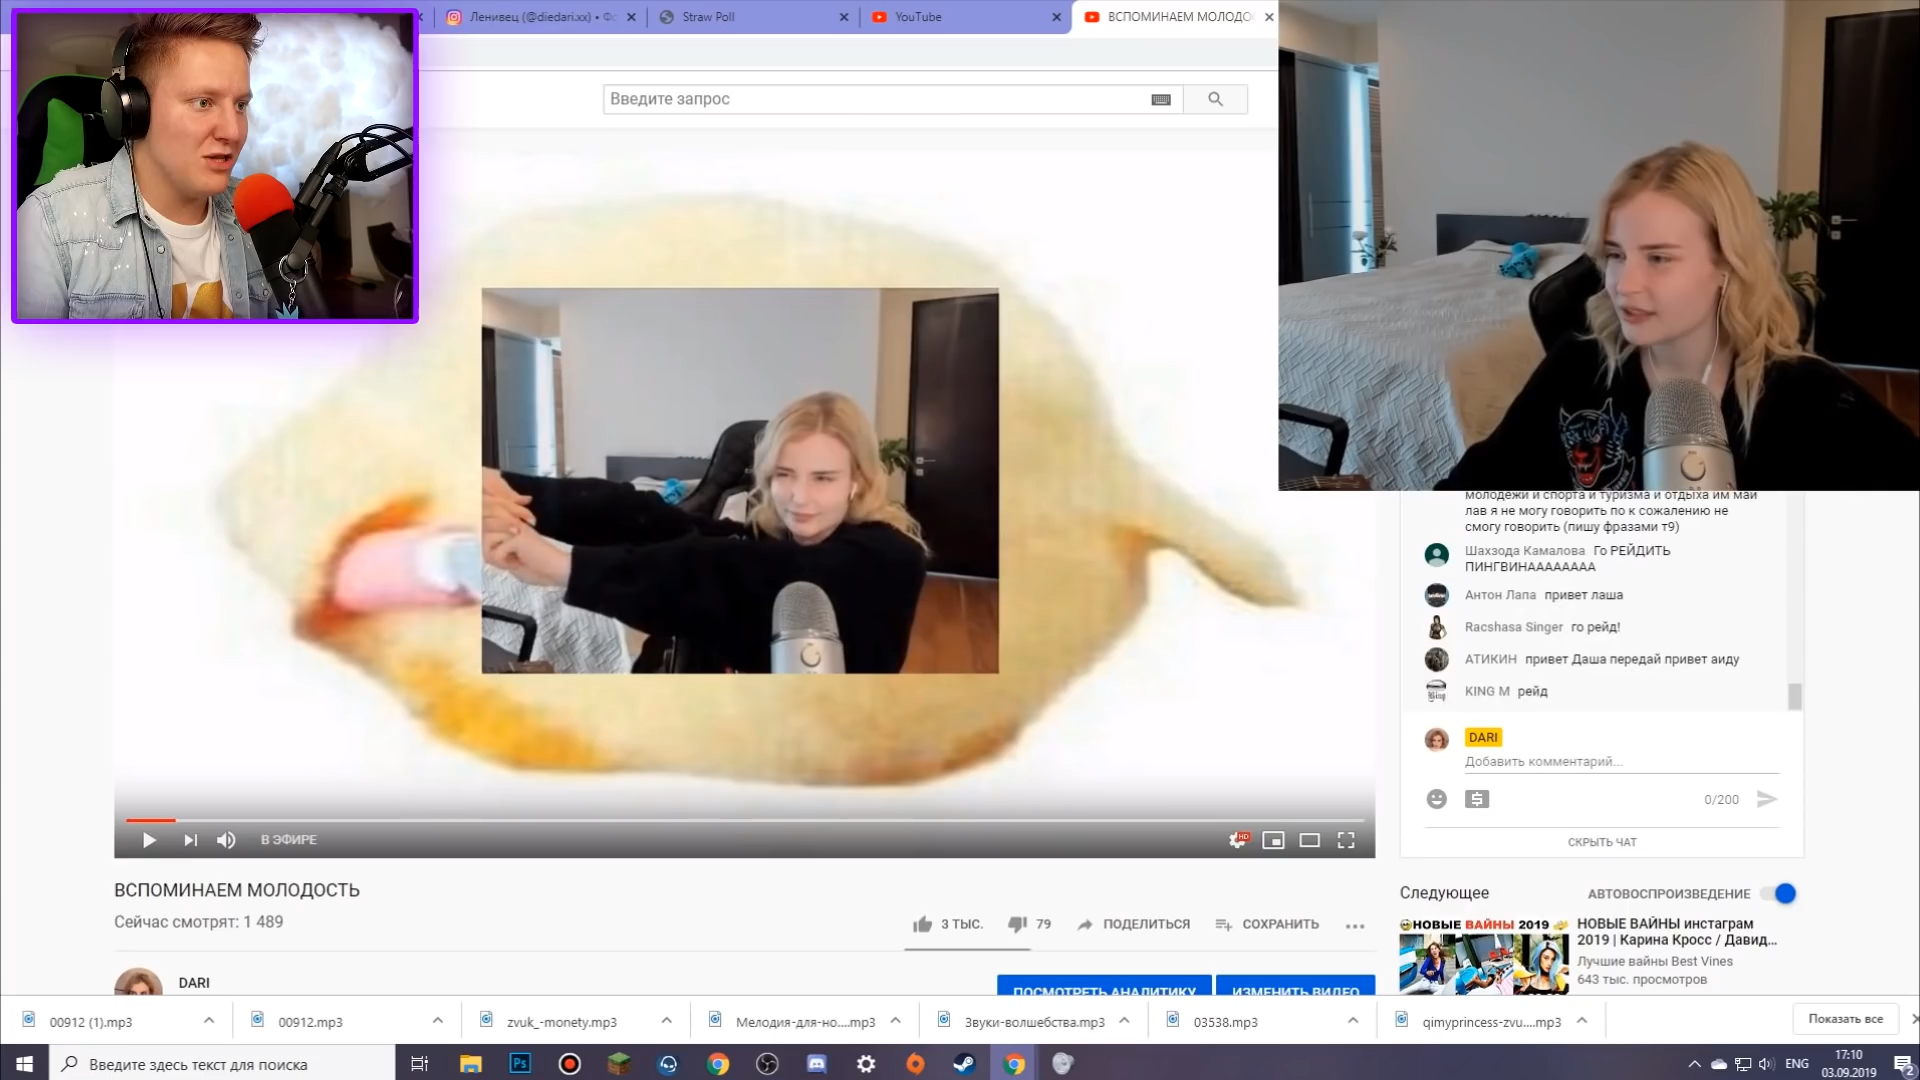 Ленивец (@diedari.xx) • Фо
Straw Poll
YouTube
ВСПОМИНАЕМ МОЛОДО
Введите запрос
молодежи и спорта и туризма и отдыха им май
лав я не могу говорить по к сожалению не
смогу говорить (пишу фразами т9)
Шахзода Камалова Го РЕЙДИТЬ
ПИНГВИНАААААААА
Антон Лапа привет лаша
Racshasa Singer го рейд!
АТИКИН привет Даша передай привет аиду
KING M рейд
DARI
Добавить комментарий...
0/200
СКРЫТЬ ЧАТ
В ЭФИРЕ
HD
ВСПОМИНАЕМ МОЛОДОСТЬ
Сейчас смотрят: 1 489
3 ТЫС.
79
ПОДЕЛИТЬСЯ
СОХРАНИТЬ
DARI
ПОСМОТРЕТЬ АНАЛИТИКУ
ИЗМЕНИТЬ ВИДЕО
Следующее
АВТОВОСПРОИЗВЕДЕНИЕ
НОВЫЕ ВАЙНЫ 2019
НОВЫЕ ВАЙНЫ инстаграм
2019 | Карина Кросс / Давид...
Лучшие вайны Best Vines
643 тыс. просмотров
00912 (1).mp3
00912.mp3
zvuk_-monety.mp3
Мелодия-для-но....mp3
Звуки-волшебства.mp3
03538.mp3
qimyprincess-zvu....mp3
Показать все
Введите здесь текст для поиска
Ps
ENG
17:10
03.09.2019
2